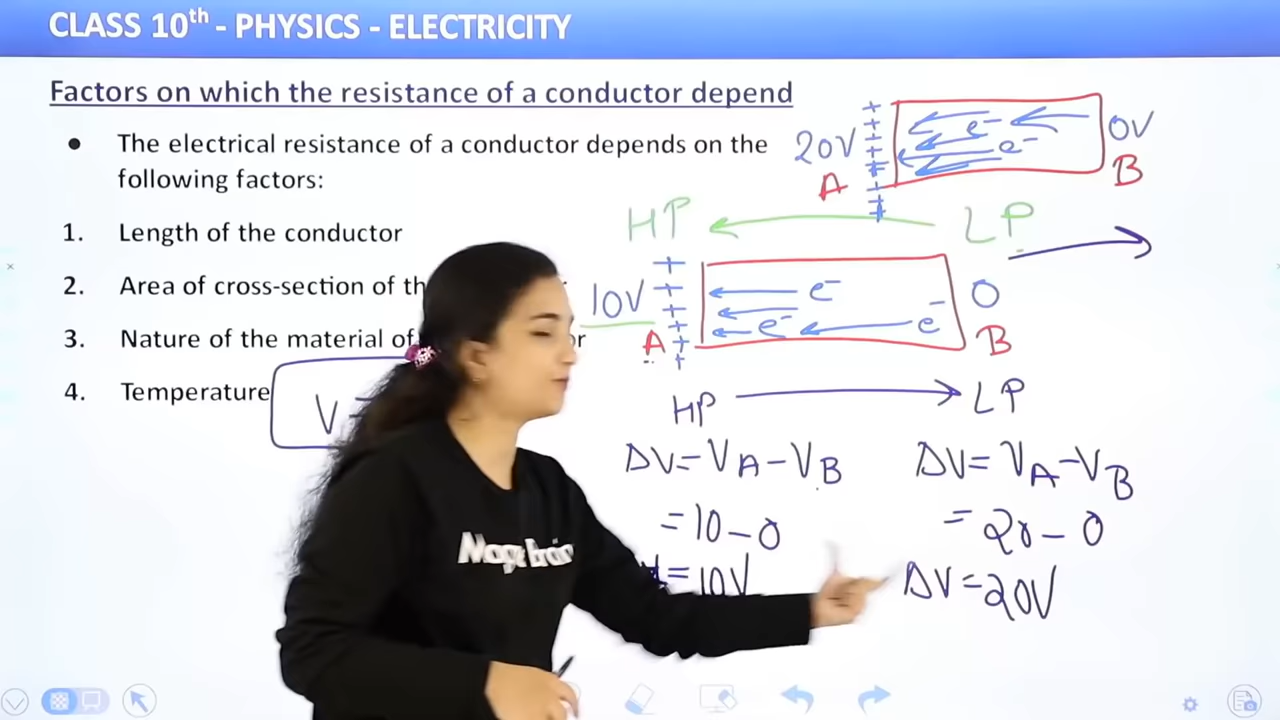 CLASS 10th - PHYSICS - ELECTRICITY
Factors on which the resistance of a conductor depend
● The electrical resistance of a conductor depends on the
following factors:
1. Length of the conductor
2. Area of cross-section of th
3. Nature of the material of or
4. Temperature
V
20V A + + + + + + e- e- 0V B
HP LP
10V A + + + + + + e- e- e- 0 B
HP LP
ΔV=VA-VB
=10-0
=10V
ΔV=VA-VB
=20-0
ΔV=20V
Magnet Brains